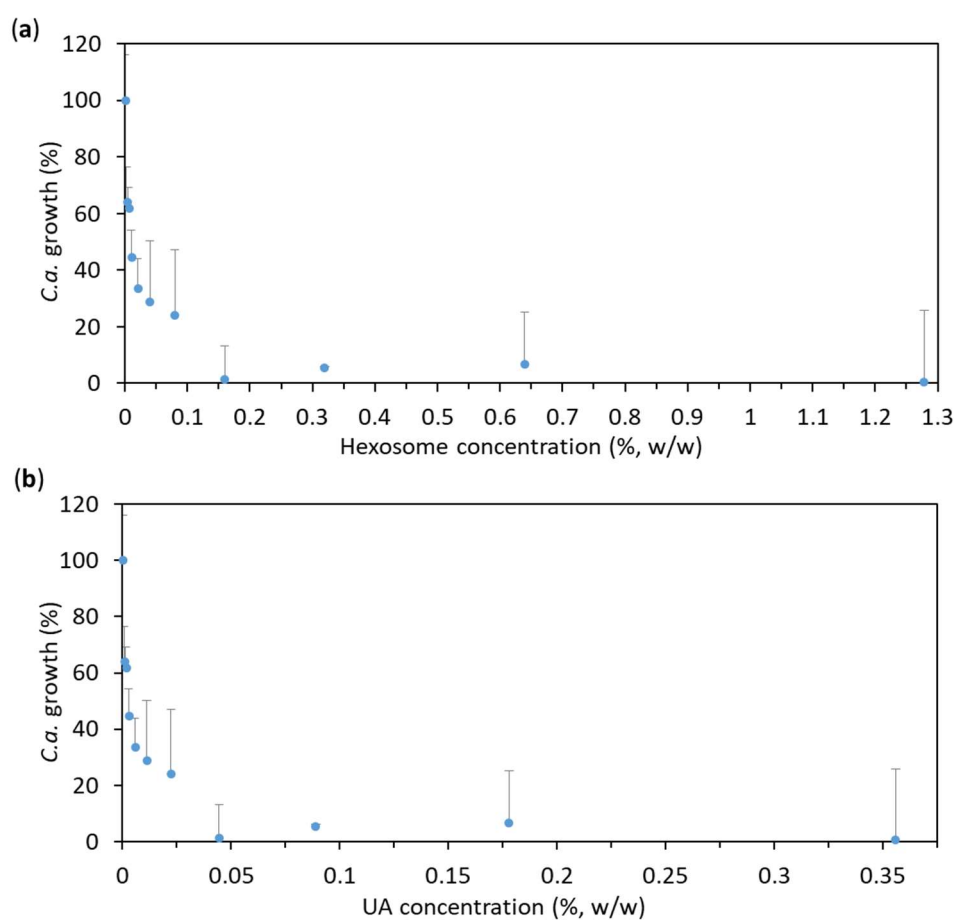 (a)
120
100
80
60
40
20
0
C.a. growth (%)
0 0.1 0.2 0.3 0.4 0.5 0.6 0.7 0.8 0.9 1 1.1 1.2 1.3
Hexosome concentration (%, w/w)
(b)
120
100
80
60
40
20
0
C.a. growth (%)
0 0.05 0.1 0.15 0.2 0.25 0.3 0.35
UA concentration (%, w/w)